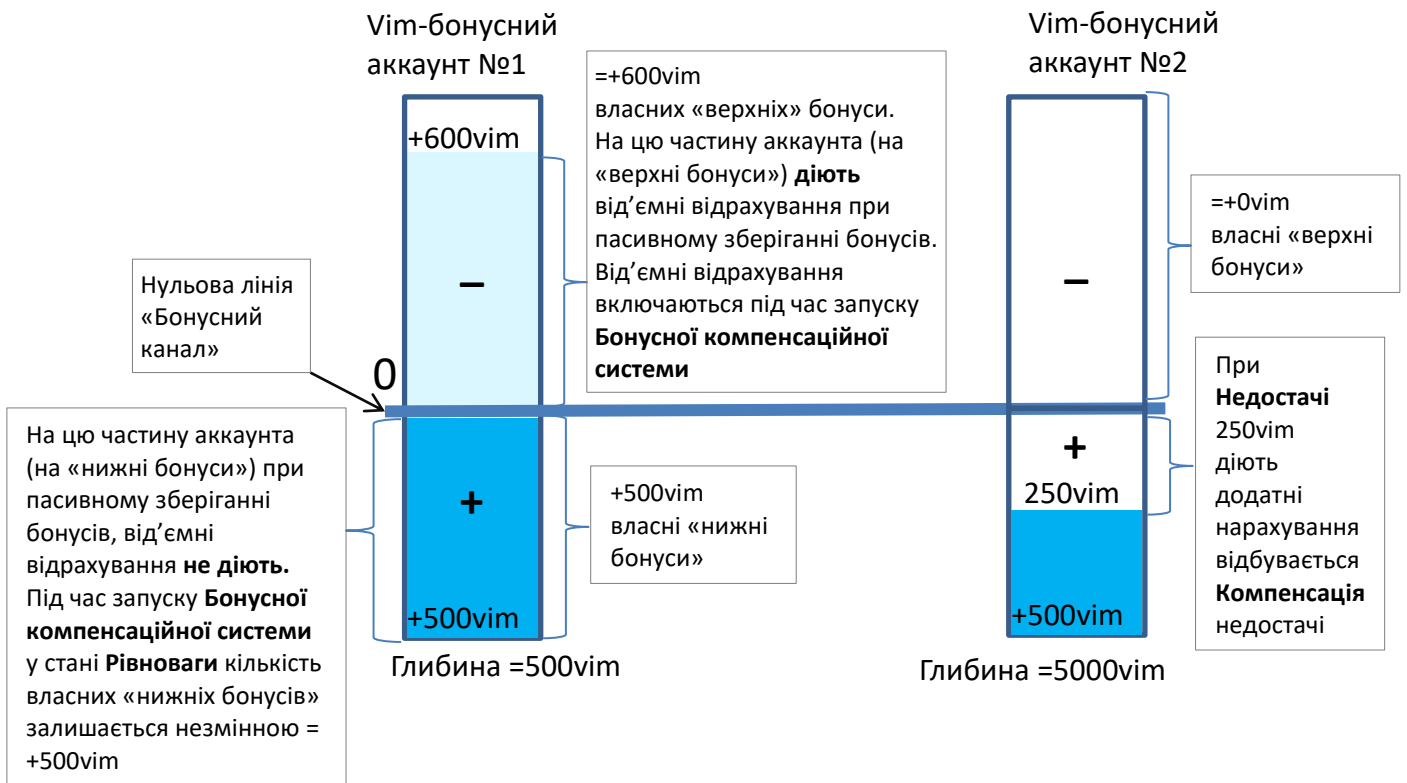 Vim-бонусний
аккаунт №1
Vim-бонусний
аккаунт №2
=+600vim
власних «верхніх» бонуси.
На цю частину аккаунта (на
«верхні бонуси») діють
від’ємні відрахування при
пасивному зберіганні бонусів.
Від’ємні відрахування
включаються під час запуску
Бонусної компенсаційної
системи
+600vim
–
–
=+0vim
власні «верхні
бонуси»
Нульова лінія
«Бонусний
канал»
0
На цю частину аккаунта
(на «нижні бонуси») при
пасивному зберіганні
бонусів, від’ємні
відрахування не діють.
Під час запуску Бонусної
компенсаційної системи
у стані Рівноваги кількість
власних «нижніх бонусів»
залишається незмінною =
+500vim
+
+500vim
Глибина =500vim
+500vim
власні «нижні
бонуси»
+
250vim
+500vim
Глибина =5000vim
При
Недостачі
250vim
діють
додатні
нарахування
відбувається
Компенсація
недостачі